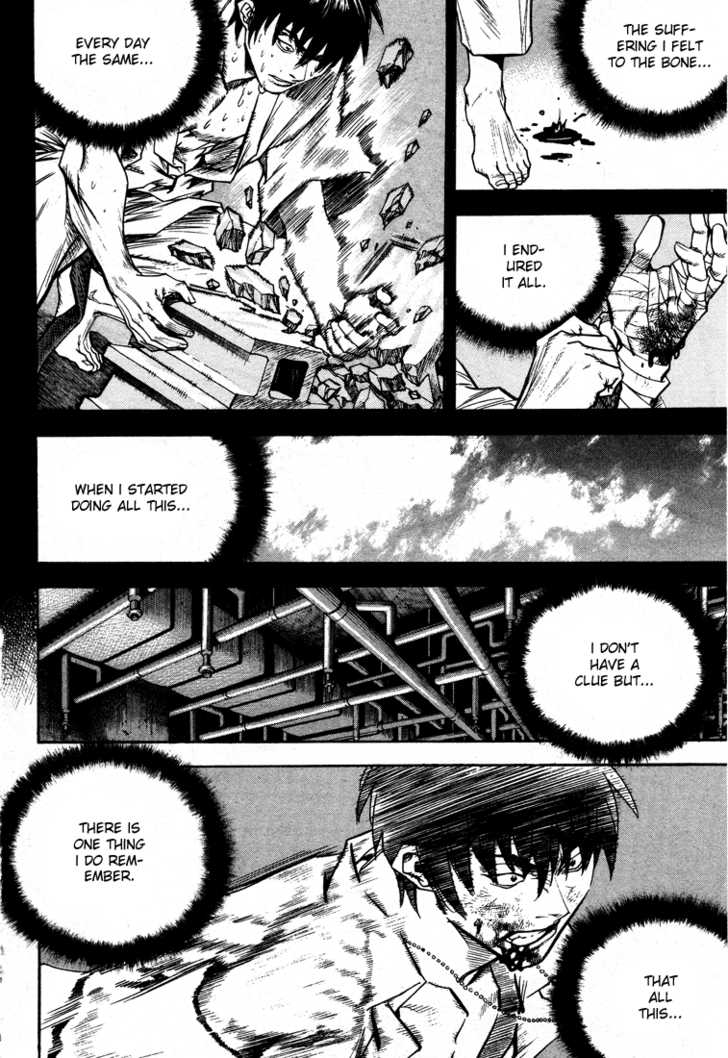 EVERY DAY
THE SAME...
THE SUFF-
ERING I FELT
TO THE BONE...
I END-
URED
IT ALL.
WHEN I STARTED
DOING ALL THIS...
I DON'T
HAVE A
CLUE BUT...
THERE IS
ONE THING
I DO REM-
EMBER.
THAT
ALL
THIS...